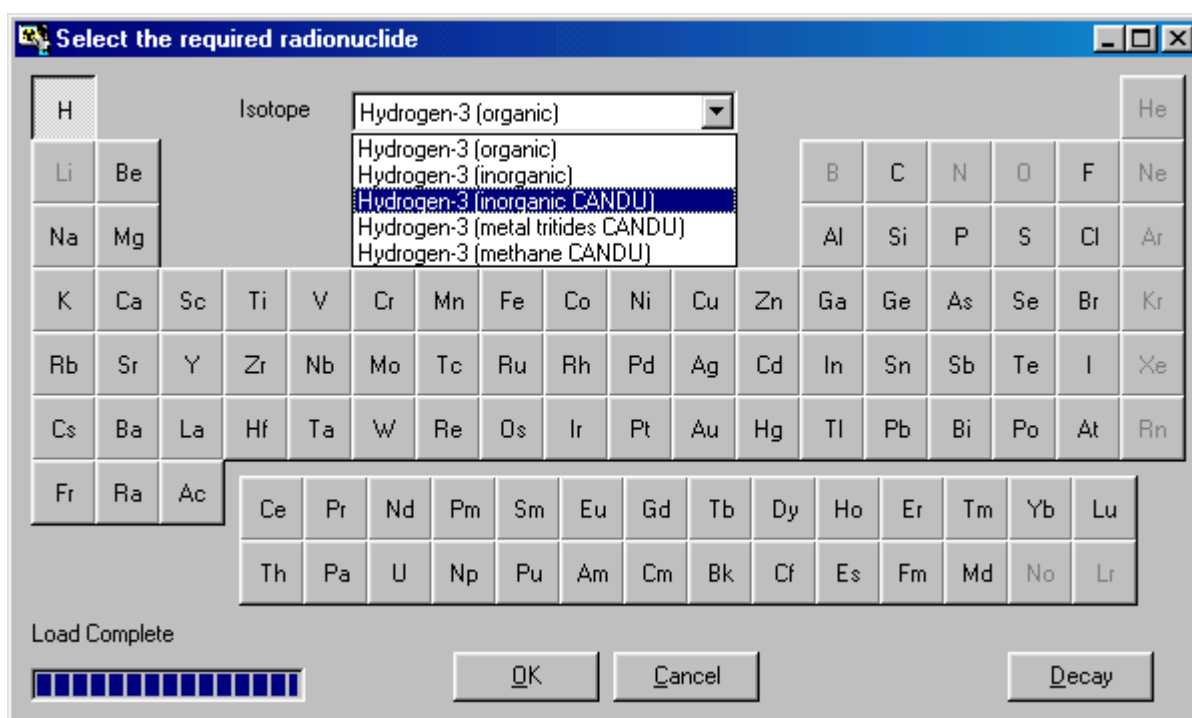 Select the required radionuclide
H Isotope Hydrogen-3 (organic) He
Hydrogen-3 (organic)
Hydrogen-3 (inorganic)
Hydrogen-3 (inorganic CANDU)
Hydrogen-3 (metal tritides CANDU)
Hydrogen-3 (methane CANDU)
Li Be B C N O F Ne
Na Mg Al Si P S Cl Ar
K Ca Sc Ti V Cr Mn Fe Co Ni Cu Zn Ga Ge As Se Br Kr
Rb Sr Y Zr Nb Mo Tc Ru Rh Pd Ag Cd In Sn Sb Te I Xe
Cs Ba La Hf Ta W Re Os Ir Pt Au Hg Tl Pb Bi Po At Rn
Fr Ra Ac
Ce Pr Nd Pm Sm Eu Gd Tb Dy Ho Er Tm Yb Lu
Th Pa U Np Pu Am Cm Bk Cf Es Fm Md No Lr
Load Complete
OK Cancel Decay